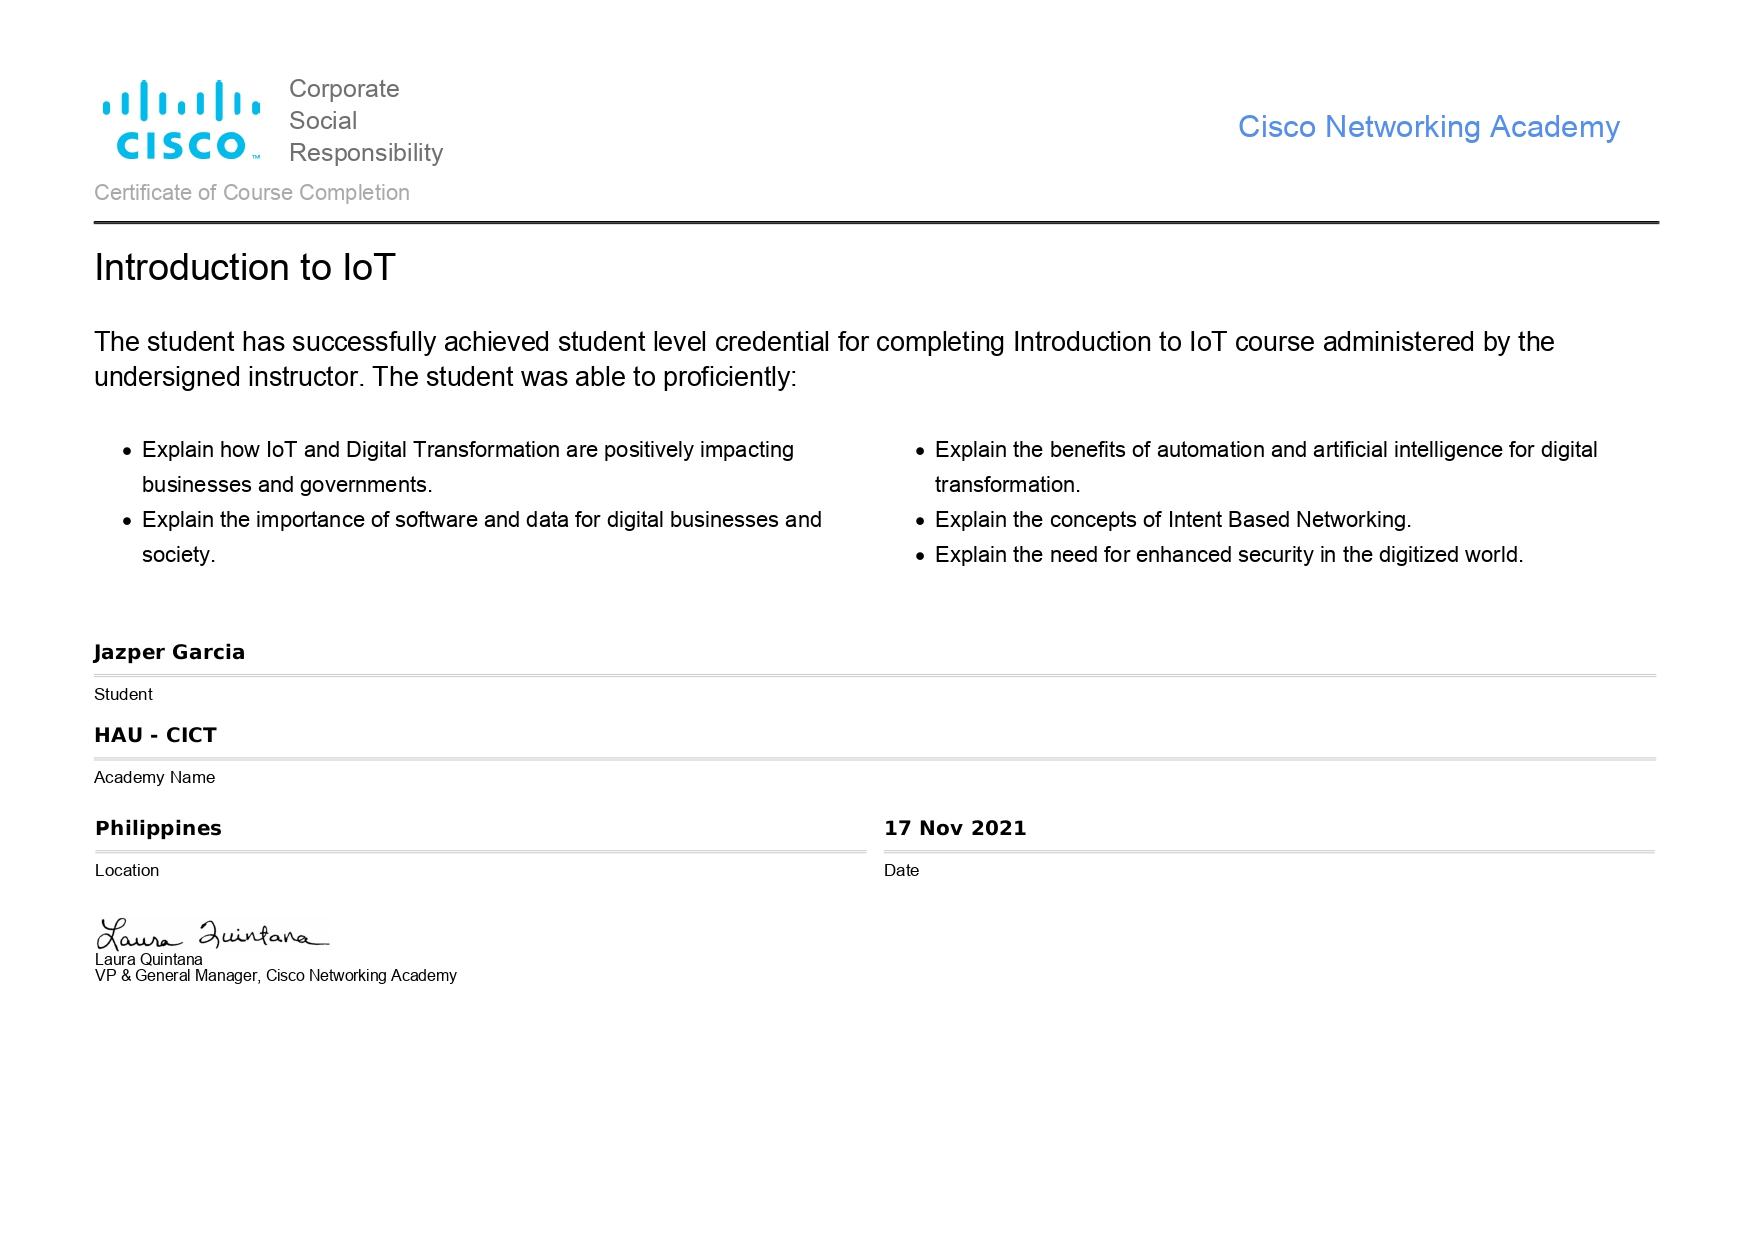 CISCO™
Corporate
Social
Responsibility
Cisco Networking Academy
Certificate of Course Completion
Introduction to IoT
The student has successfully achieved student level credential for completing Introduction to IoT course administered by the
undersigned instructor. The student was able to proficiently:
• Explain how IoT and Digital Transformation are positively impacting
businesses and governments.
• Explain the importance of software and data for digital businesses and
society.
• Explain the benefits of automation and artificial intelligence for digital
transformation.
• Explain the concepts of Intent Based Networking.
• Explain the need for enhanced security in the digitized world.
Jazper Garcia
Student
HAU - CICT
Academy Name
Philippines
Location
17 Nov 2021
Date
Laura Quintana
Laura Quintana
VP & General Manager, Cisco Networking Academy